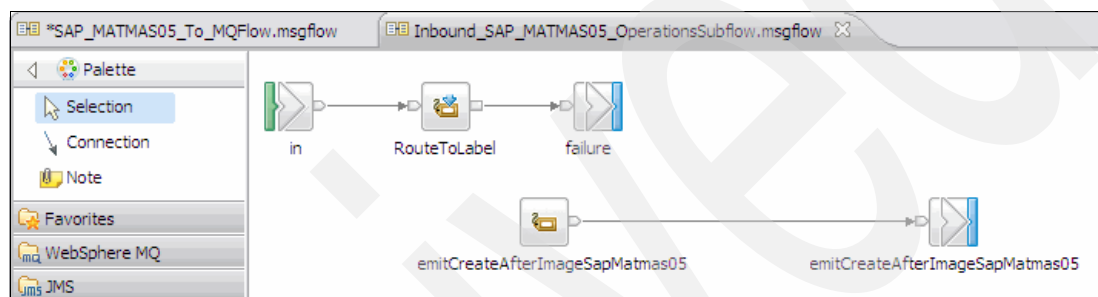 *SAP_MATMAS05_To_MQFlow.msgflow Inbound_SAP_MATMAS05_OperationsSubflow.msgflow
Palette
Selection
Connection
Note
Favorites
WebSphere MQ
JMS
in RouteToLabel failure
emitCreateAfterImageSapMatmas05 emitCreateAfterImageSapMatmas05